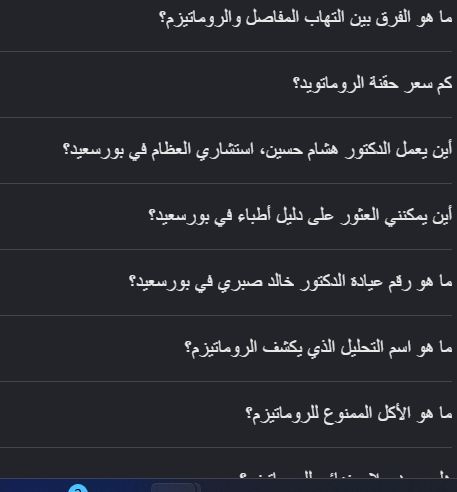 ما هو الفرق بين التهاب المفاصل والروماتيزم؟
كم سعر حقنة الروماتويد؟
أين يعمل الدكتور هشام حسين، استشاري العظام في بورسعيد؟
أين يمكنني العثور على دليل أطباء في بورسعيد؟
ما هو رقم عيادة الدكتور خالد صبري في بورسعيد؟
ما هو اسم التحليل الذي يكشف الروماتيزم؟
ما هو الأكل الممنوع للروماتيزم؟